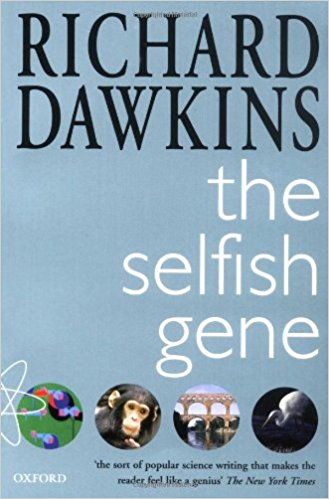 RICHARD
DAWKINS
the
selfish
gene
'the sort of popular science writing that makes the
reader feel like a genius' The New York Times
OXFORD